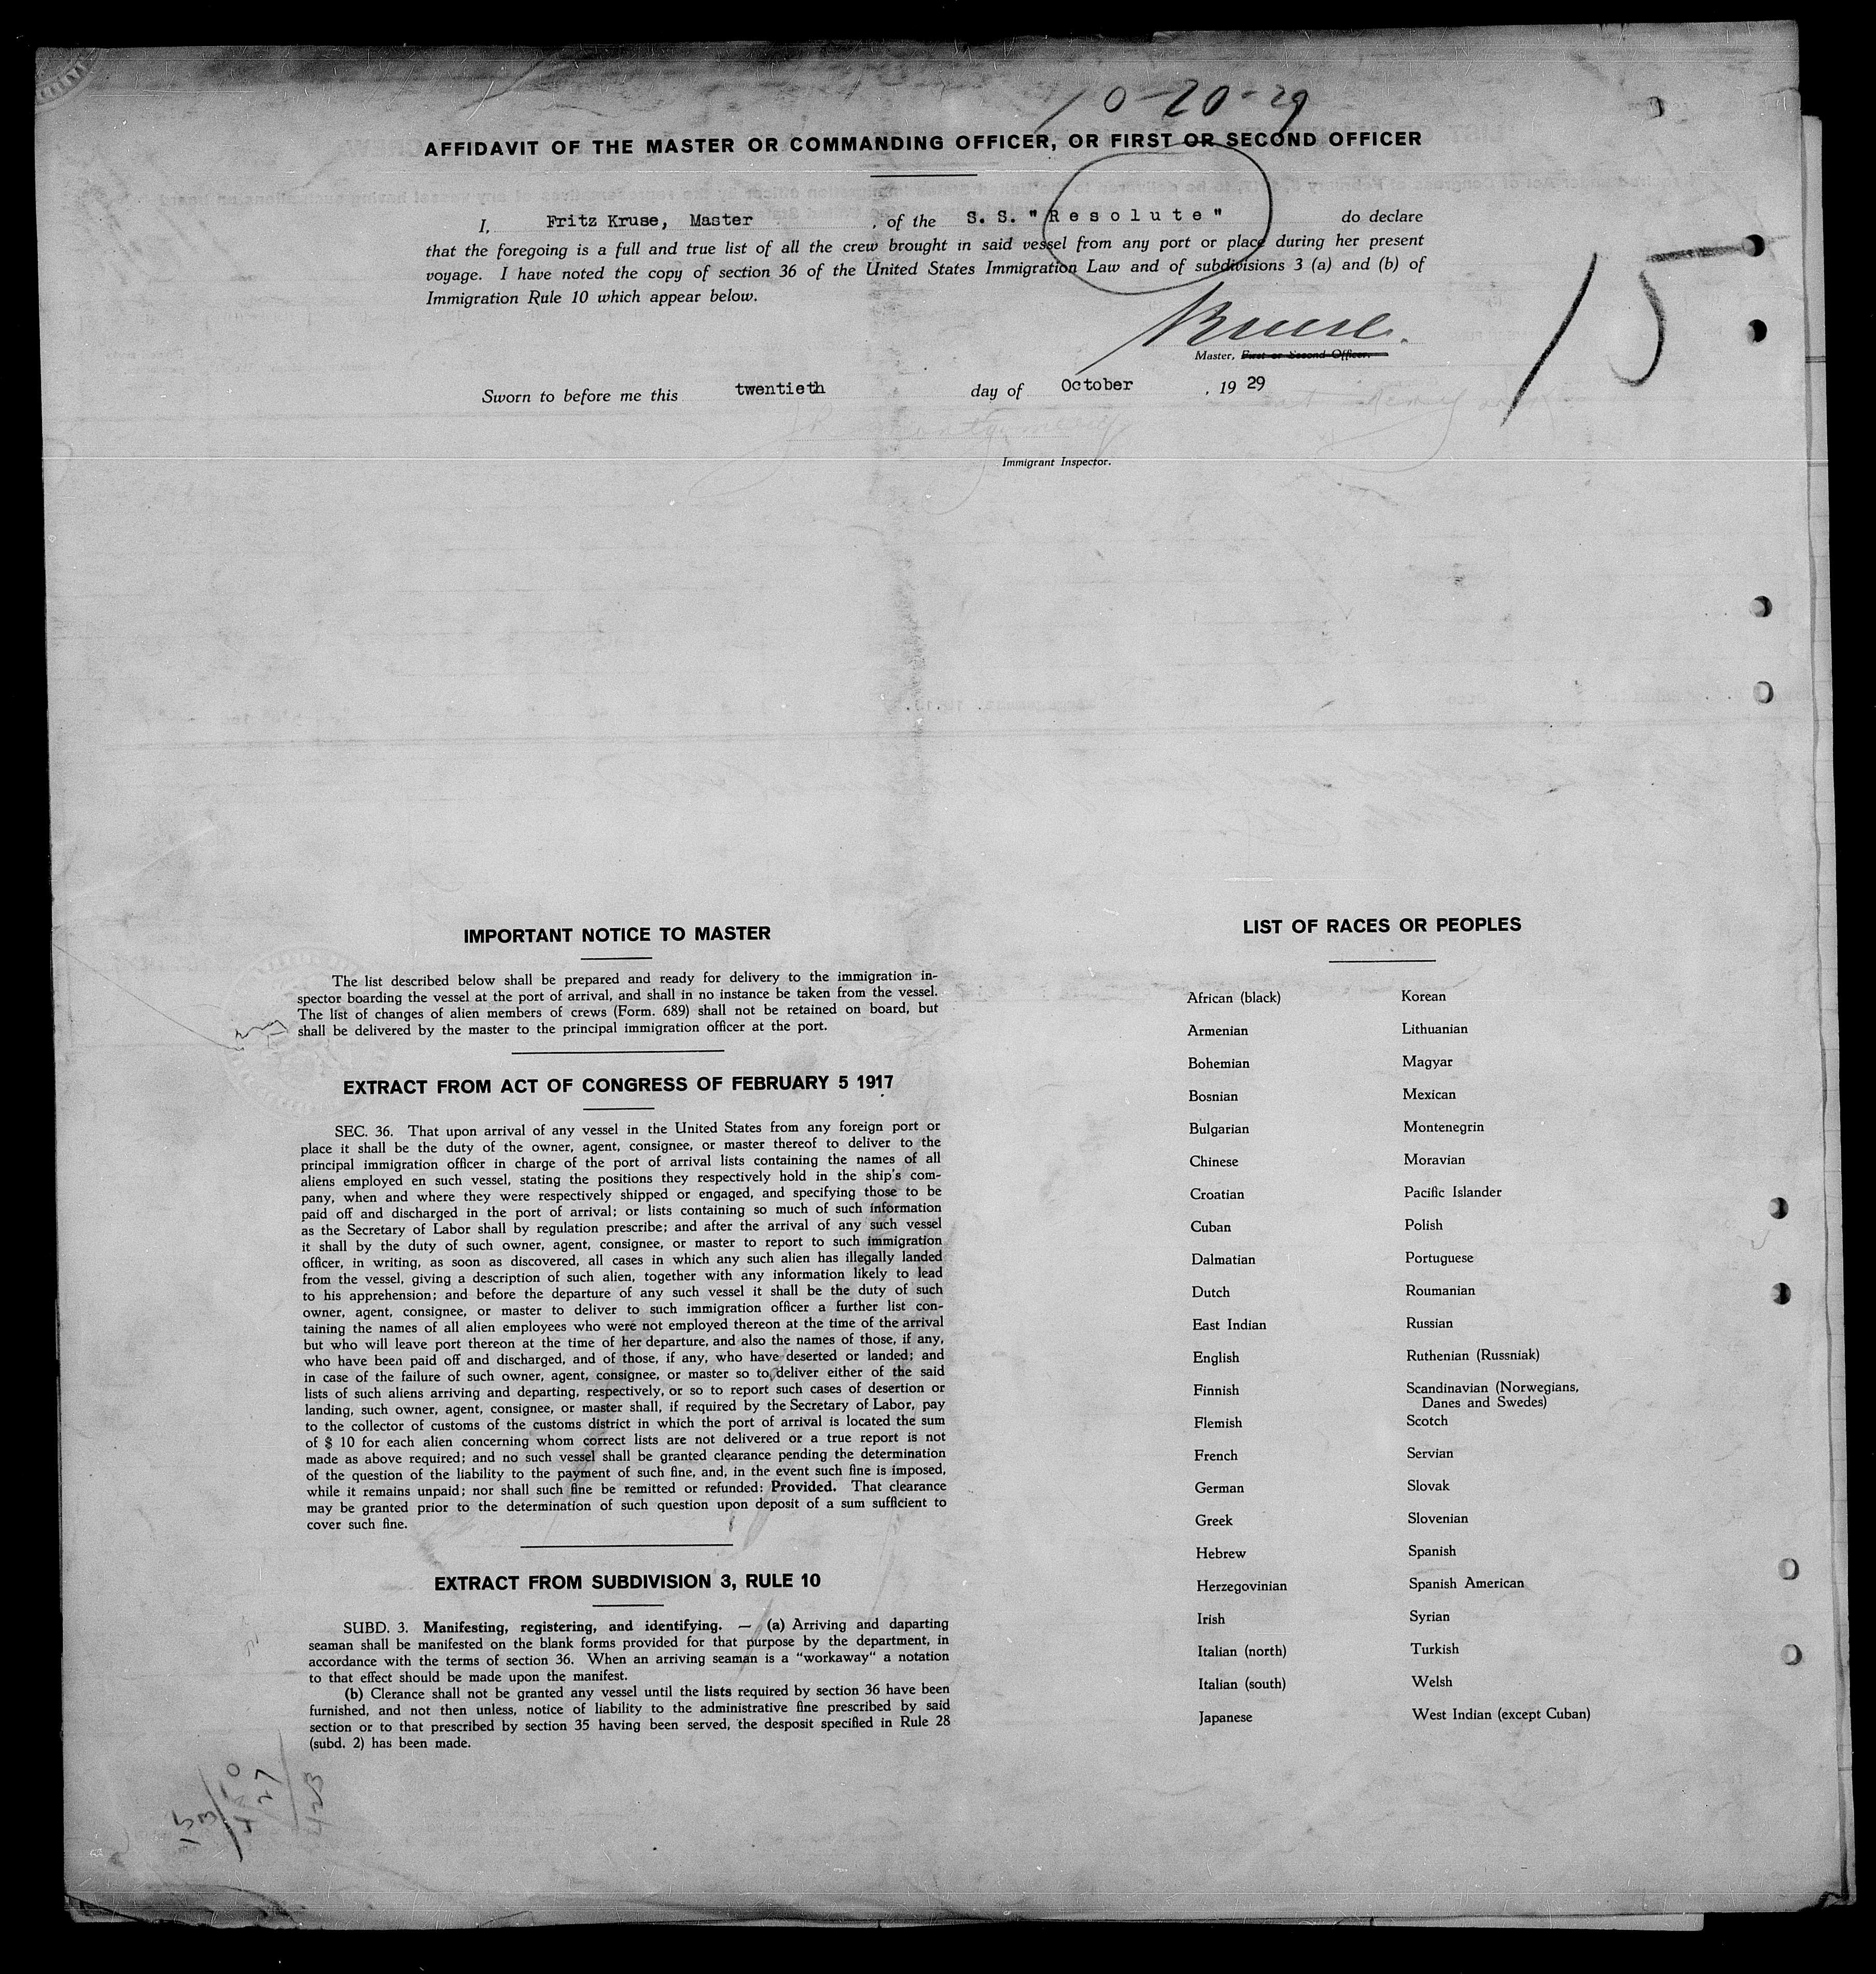 10-20-29
AFFIDAVIT OF THE MASTER OR COMMANDING OFFICER, OR FIRST OR SECOND OFFICER
I, Fritz Kruse, Master, of the S. S. "Resolute" do declare
that the foregoing is a full and true list of all the crew brought in said vessel from any port or place during her present
voyage. I have noted the copy of section 36 of the United States Immigration Law and of subdivisions 3 (a) and (b) of
Immigration Rule 10 which appear below.
15
Kruse.
Master, First or Second Officer.
Sworn to before me this twentieth day of October, 19 29
Immigrant Inspector.
IMPORTANT NOTICE TO MASTER
The list described below shall be prepared and ready for delivery to the immigration in-
spector boarding the vessel at the port of arrival, and shall in no instance be taken from the vessel.
The list of changes of alien members of crews (Form. 689) shall not be retained on board, but
shall be delivered by the master to the principal immigration officer at the port.
EXTRACT FROM ACT OF CONGRESS OF FEBRUARY 5 1917
SEC. 36. That upon arrival of any vessel in the United States from any foreign port or
place it shall be the duty of the owner, agent, consignee, or master thereof to deliver to the
principal immigration officer in charge of the port of arrival lists containing the names of all
aliens employed en such vessel, stating the positions they respectively hold in the ship's com-
pany, when and where they were respectively shipped or engaged, and specifying those to be
paid off and discharged in the port of arrival; or lists containing so much of such information
as the Secretary of Labor shall by regulation prescribe; and after the arrival of any such vessel
it shall by the duty of such owner, agent, consignee, or master to report to such immigration
officer, in writing, as soon as discovered, all cases in which any such alien has illegally landed
from the vessel, giving a description of such alien, together with any information likely to lead
to his apprehension; and before the departure of any such vessel it shall be the duty of such
owner, agent, consignee, or master to deliver to such immigration officer a further list con-
taining the names of all alien employees who were not employed thereon at the time of the arrival
but who will leave port thereon at the time of her departure, and also the names of those, if any,
who have been paid off and discharged, and of those, if any, who have deserted or landed; and
in case of the failure of such owner, agent, consignee, or master so to deliver either of the said
lists of such aliens arriving and departing, respectively, or so to report such cases of desertion or
landing, such owner, agent, consignee, or master shall, if required by the Secretary of Labor, pay
to the collector of customs of the customs district in which the port of arrival is located the sum
of $ 10 for each alien concerning whom correct lists are not delivered or a true report is not
made as above required; and no such vessel shall be granted clearance pending the determination
of the question of the liability to the payment of such fine, and, in the event such fine is imposed,
while it remains unpaid; nor shall such fine be remitted or refunded: Provided. That clearance
may be granted prior to the determination of such question upon deposit of a sum sufficient to
cover such fine.
EXTRACT FROM SUBDIVISION 3, RULE 10
SUBD. 3. Manifesting, registering, and identifying. — (a) Arriving and daparting
seaman shall be manifested on the blank forms provided for that purpose by the department, in
accordance with the terms of section 36. When an arriving seaman is a "workaway" a notation
to that effect should be made upon the manifest.
(b) Clerance shall not be granted any vessel until the lists required by section 36 have been
furnished, and not then unless, notice of liability to the administrative fine prescribed by said
section or to that prescribed by section 35 having been served, the desposit specified in Rule 28
(subd. 2) has been made.
LIST OF RACES OR PEOPLES
African (black)
Armenian
Bohemian
Bosnian
Bulgarian
Chinese
Croatian
Cuban
Dalmatian
Dutch
East Indian
English
Finnish
Flemish
French
German
Greek
Hebrew
Herzegovinian
Irish
Italian (north)
Italian (south)
Japanese
Korean
Lithuanian
Magyar
Mexican
Montenegrin
Moravian
Pacific Islander
Polish
Portuguese
Roumanian
Russian
Ruthenian (Russniak)
Scandinavian (Norwegians,
Danes and Swedes)
Scotch
Servian
Slovak
Slovenian
Spanish
Spanish American
Syrian
Turkish
Welsh
West Indian (except Cuban)